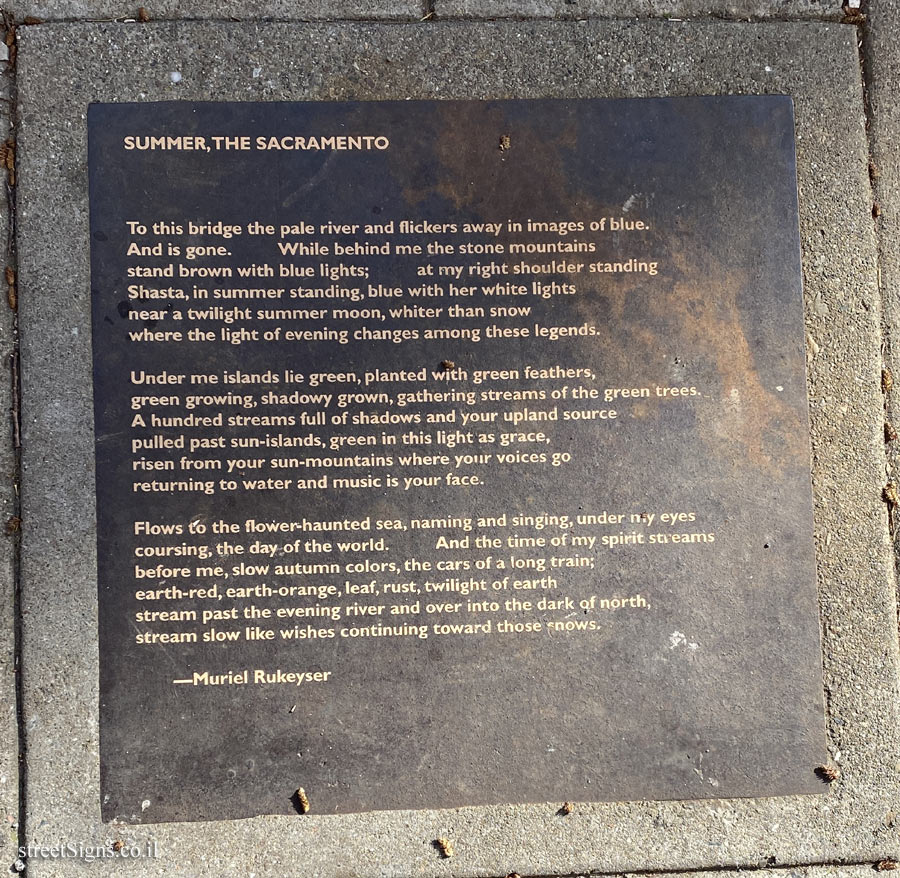 SUMMER, THE SACRAMENTO
To this bridge the pale river and flickers away in images of blue.
And is gone. While behind me the stone mountains
stand brown with blue lights; at my right shoulder standing
Shasta, in summer standing, blue with her white lights
near a twilight summer moon, whiter than snow
where the light of evening changes among these legends.
Under me islands lie green, planted with green feathers,
green growing, shadowy grown, gathering streams of the green trees.
A hundred streams full of shadows and your upland source
pulled past sun-islands, green in this light as grace,
risen from your sun-mountains where your voices go
returning to water and music is your face.
Flows to the flower-haunted sea, naming and singing, under my eyes
coursing, the day of the world. And the time of my spirit streams
before me, slow autumn colors, the cars of a long train;
earth-red, earth-orange, leaf, rust, twilight of earth
stream past the evening river and over into the dark of north,
stream slow like wishes continuing toward those snows.
—Muriel Rukeyser
streetSigns.co.il